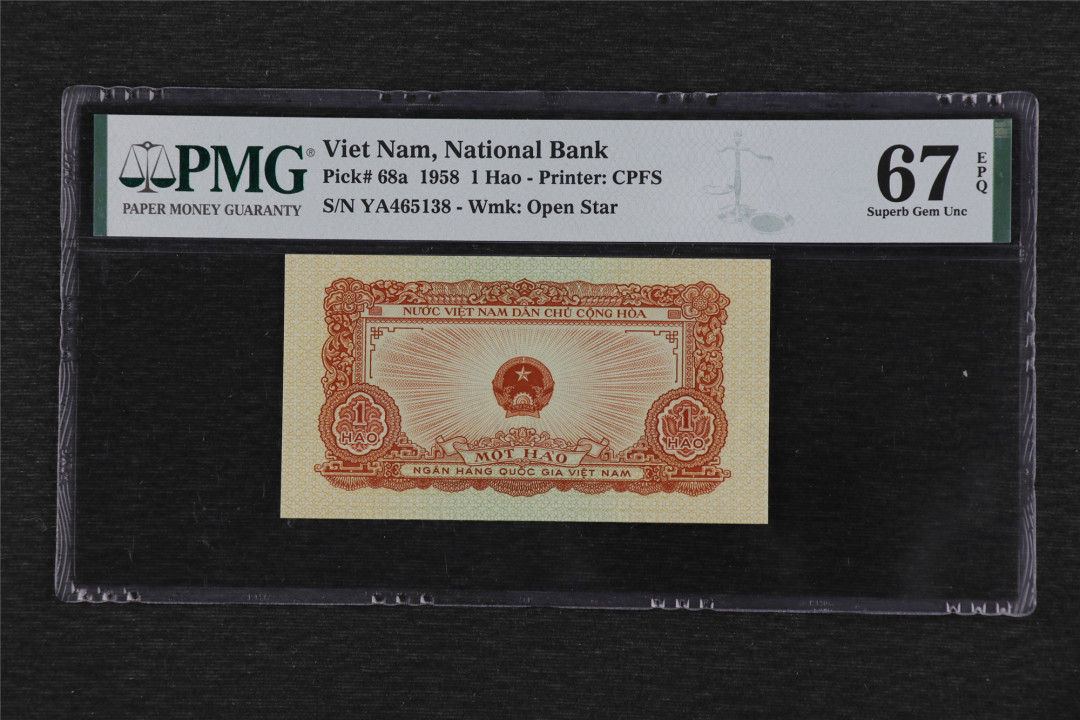 PMG®
PAPER MONEY GUARANTY
Viet Nam, National Bank
Pick# 68a 1958 1 Hao - Printer: CPFS
S/N YA465138 - Wmk: Open Star
67
EPQ
Superb Gem Unc
NƯỚC VIỆT NAM DÂN CHỦ CỘNG HÒA
1
HÀO
1
HÀO
MỘT HÀO
NGÂN HÀNG QUỐC GIA VIỆT NAM